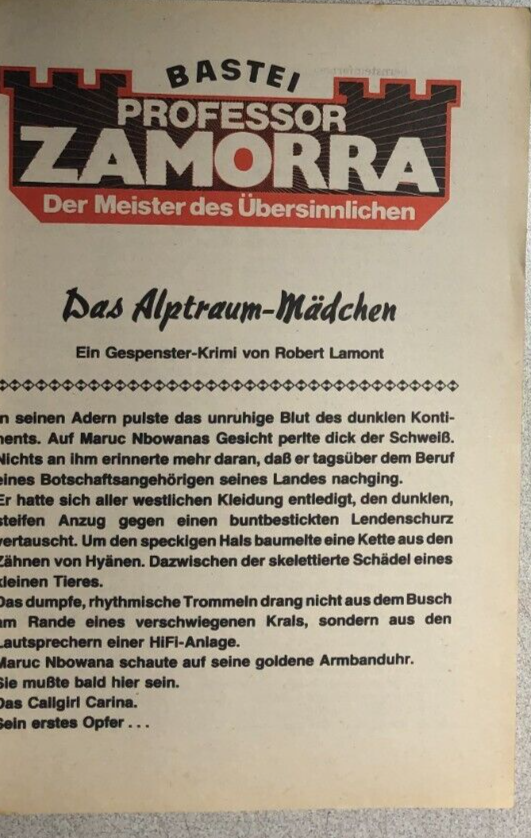 BASTEI
PROFESSOR
ZAMORRA
Der Meister des Übersinnlichen
Das Alptraum-Mädchen
Ein Gespenster-Krimi von Robert Lamont
n seinen Adern pulste das unruhige Blut des dunklen Konti-
nents. Auf Maruc Nbowanas Gesicht perlte dick der Schweiß.
Nichts an ihm erinnerte mehr daran, daß er tagsüber dem Beruf
eines Botschaftsangehörigen seines Landes nachging.
Er hatte sich aller westlichen Kleidung entledigt, den dunklen,
steifen Anzug gegen einen buntbestickten Lendenschurz
vertauscht. Um den speckigen Hals baumelte eine Kette aus den
Zähnen von Hyänen. Dazwischen der skelettierte Schädel eines
kleinen Tieres.
Das dumpfe, rhythmische Trommeln drang nicht aus dem Busch
am Rande eines verschwiegenen Krals, sondern aus den
Lautsprechern einer HiFi-Anlage.
Maruc Nbowana schaute auf seine goldene Armbanduhr.
Sie mußte bald hier sein.
Das Callgirl Carina.
Sein erstes Opfer . . .